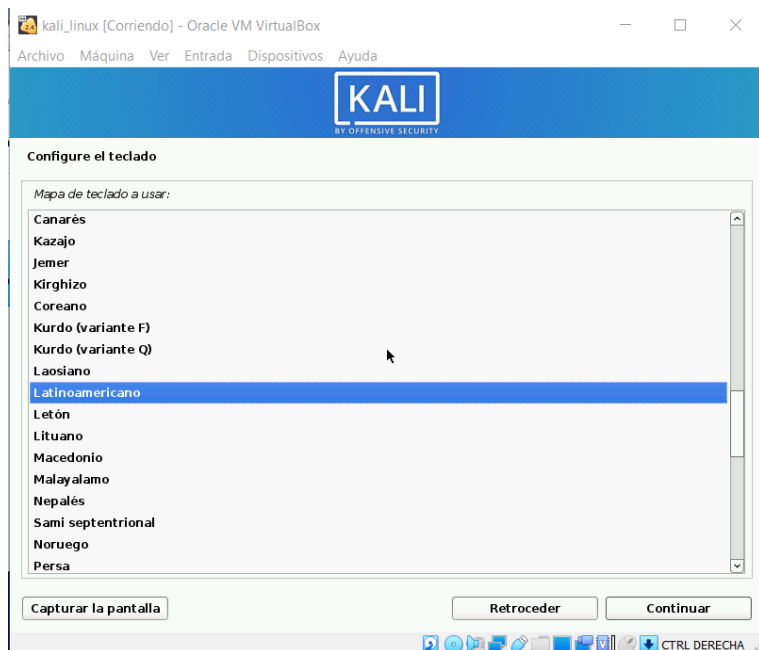 kali_linux [Corriendo] - Oracle VM VirtualBox
Archivo Máquina Ver Entrada Dispositivos Ayuda
KALI
BY OFFENSIVE SECURITY
Configure el teclado
Mapa de teclado a usar:
Canarés
Kazajo
Jemer
Kirghizo
Coreano
Kurdo (variante F)
Kurdo (variante Q)
Laosiano
Latinoamericano
Letón
Lituano
Macedonio
Malayalamo
Nepalés
Sami septentrional
Noruego
Persa
Capturar la pantalla Retroceder Continuar
CTRL DERECHA